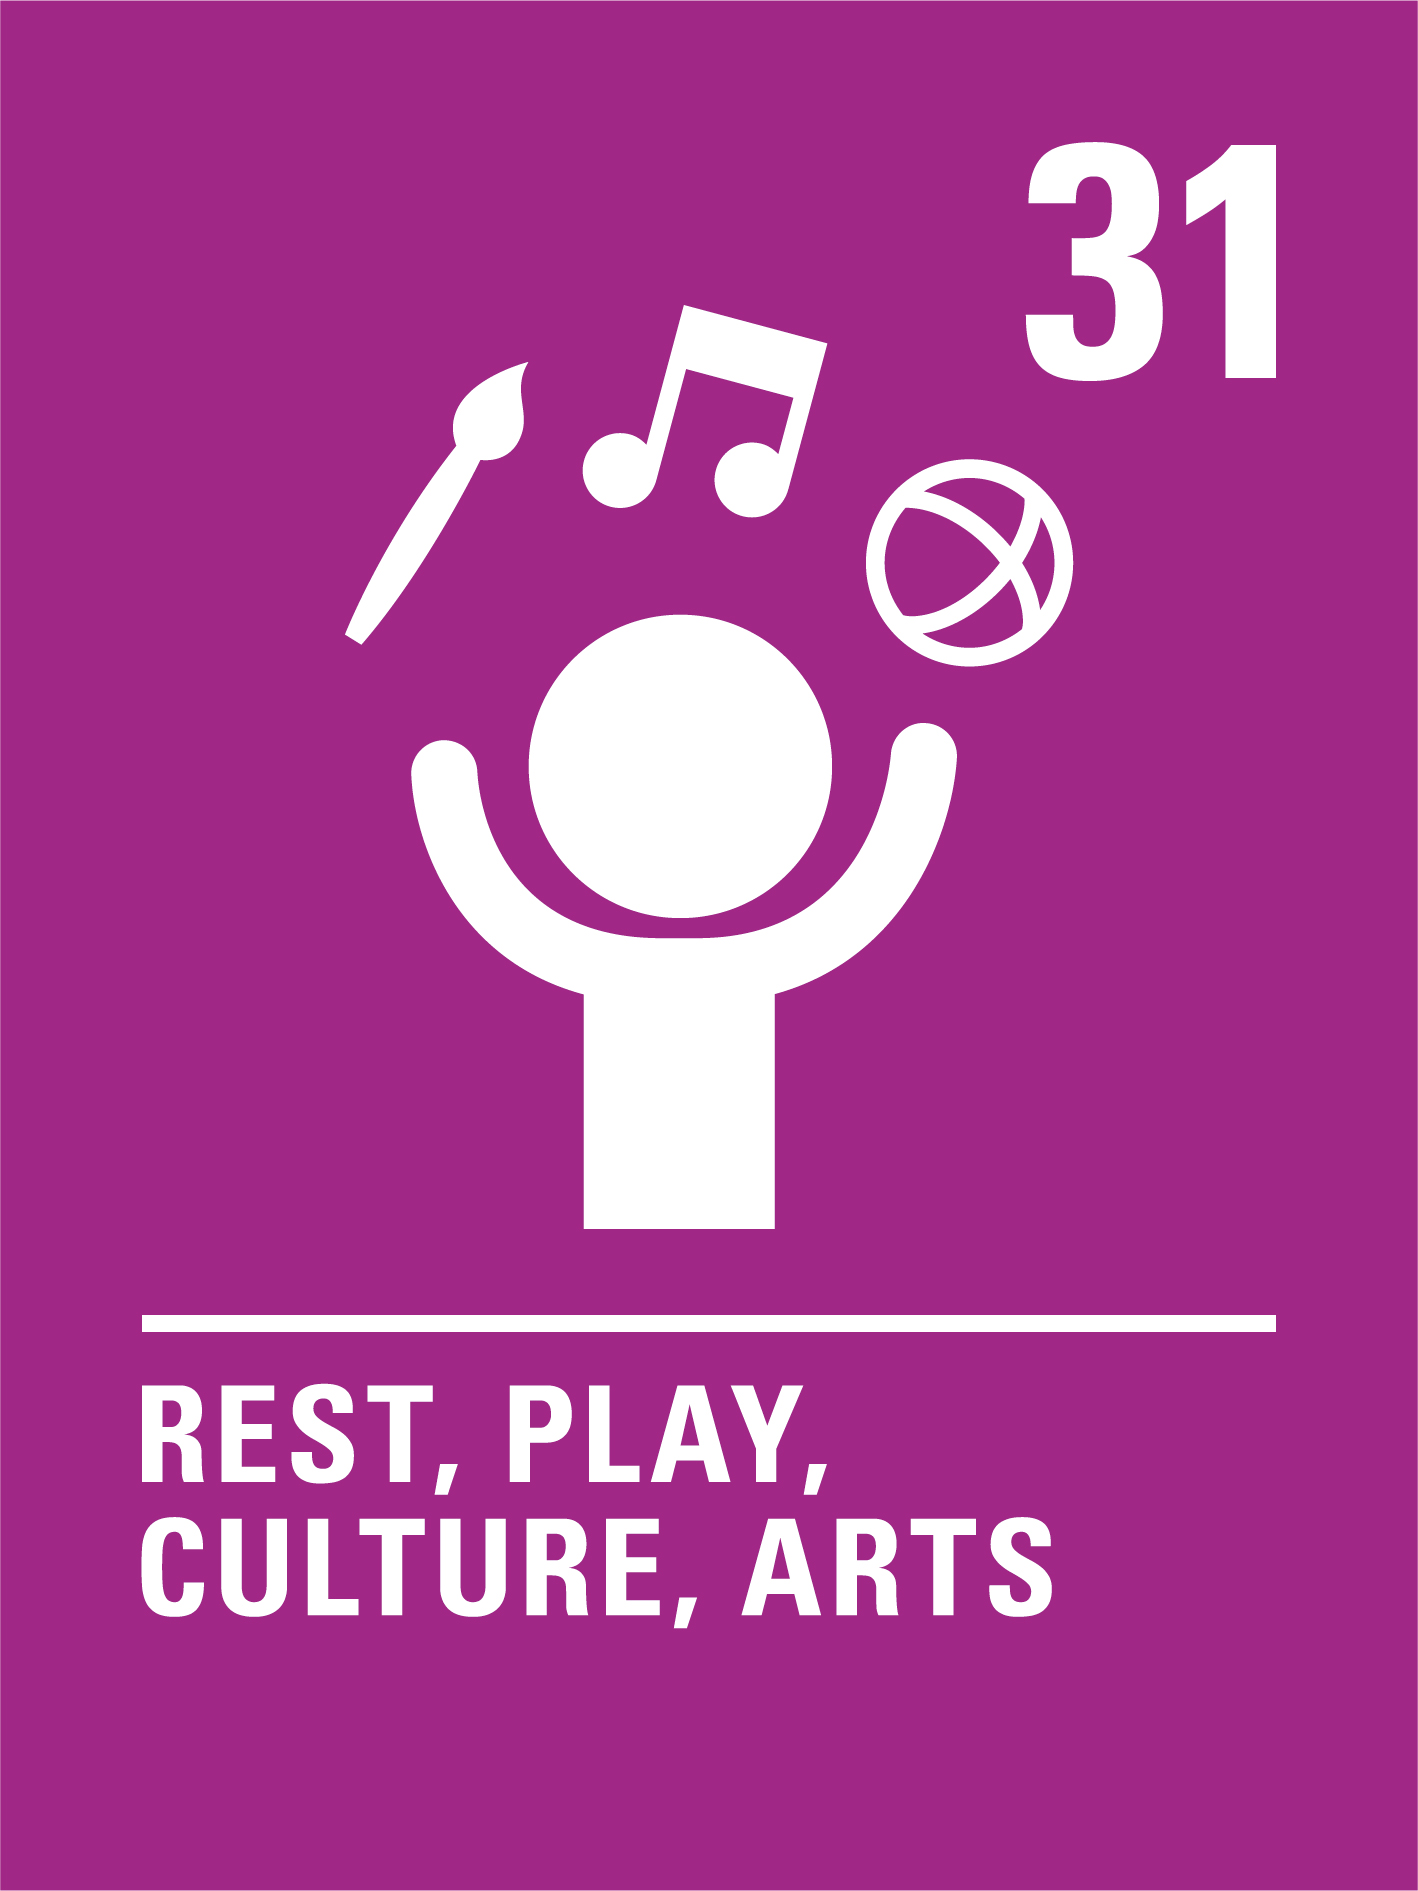 31
REST, PLAY,
CULTURE, ARTS